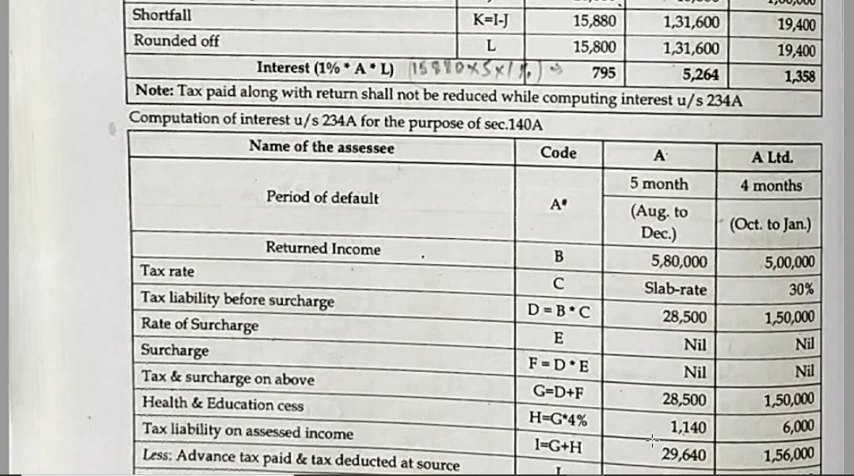 Shortfall K=I-J 15,880 1,31,600 19,400
Rounded off L 15,800 1,31,600 19,400
Interest (1% * A * L) 795 5,264 1,358
Note: Tax paid along with return shall not be reduced while computing interest u/s 234A
Computation of interest u/s 234A for the purpose of sec.140A
Name of the assessee Code A A Ltd.
Period of default A# 5 month 4 months
(Aug. to Dec.) (Oct. to Jan.)
Returned Income B 5,80,000 5,00,000
Tax rate C Slab-rate 30%
Tax liability before surcharge D = B * C 28,500 1,50,000
Rate of Surcharge E Nil Nil
Surcharge F = D * E Nil Nil
Tax & surcharge on above G=D+F 28,500 1,50,000
Health & Education cess H=G*4% 1,140 6,000
Tax liability on assessed income I=G+H 29,640 1,56,000
Less: Advance tax paid & tax deducted at source